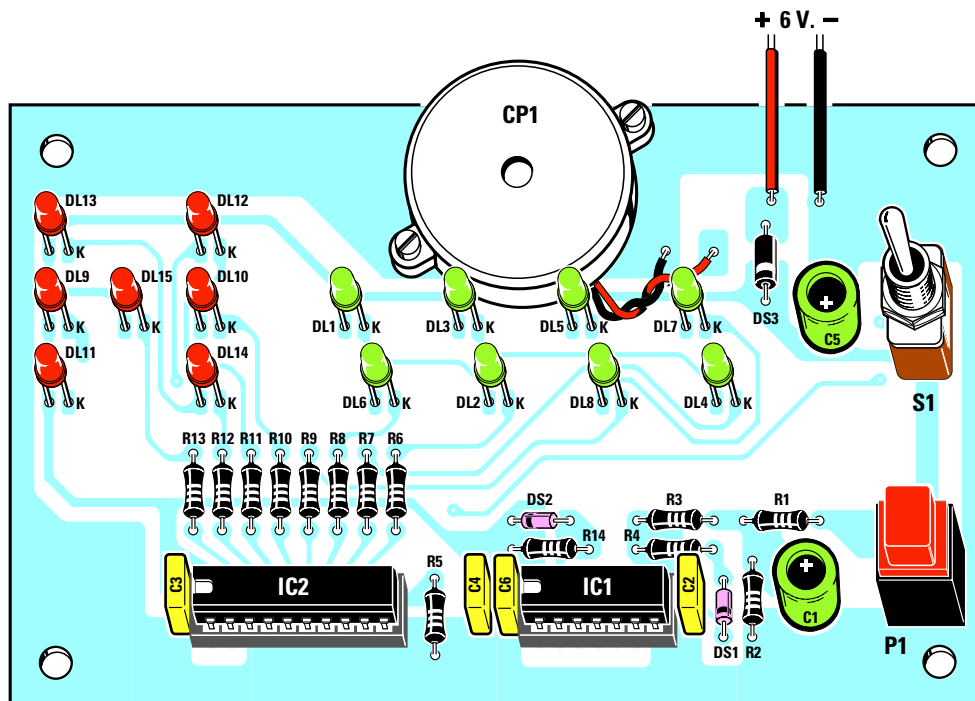 + 6 V. –
CP1
DL13 DL12
K K
DL9 DL15 DL10
K K K
DL1 K DL3 K DL5 K DL7 K
DS3
C5
DL11 DL14
K K
DL6 K DL2 K DL8 K DL4 K
S1
R13 R12 R11 R10 R9 R8 R7 R6
DS2 R3 R1
R14 R4
C3 IC2 R5 C4 C6 IC1 C2 C1
DS1 R2
P1